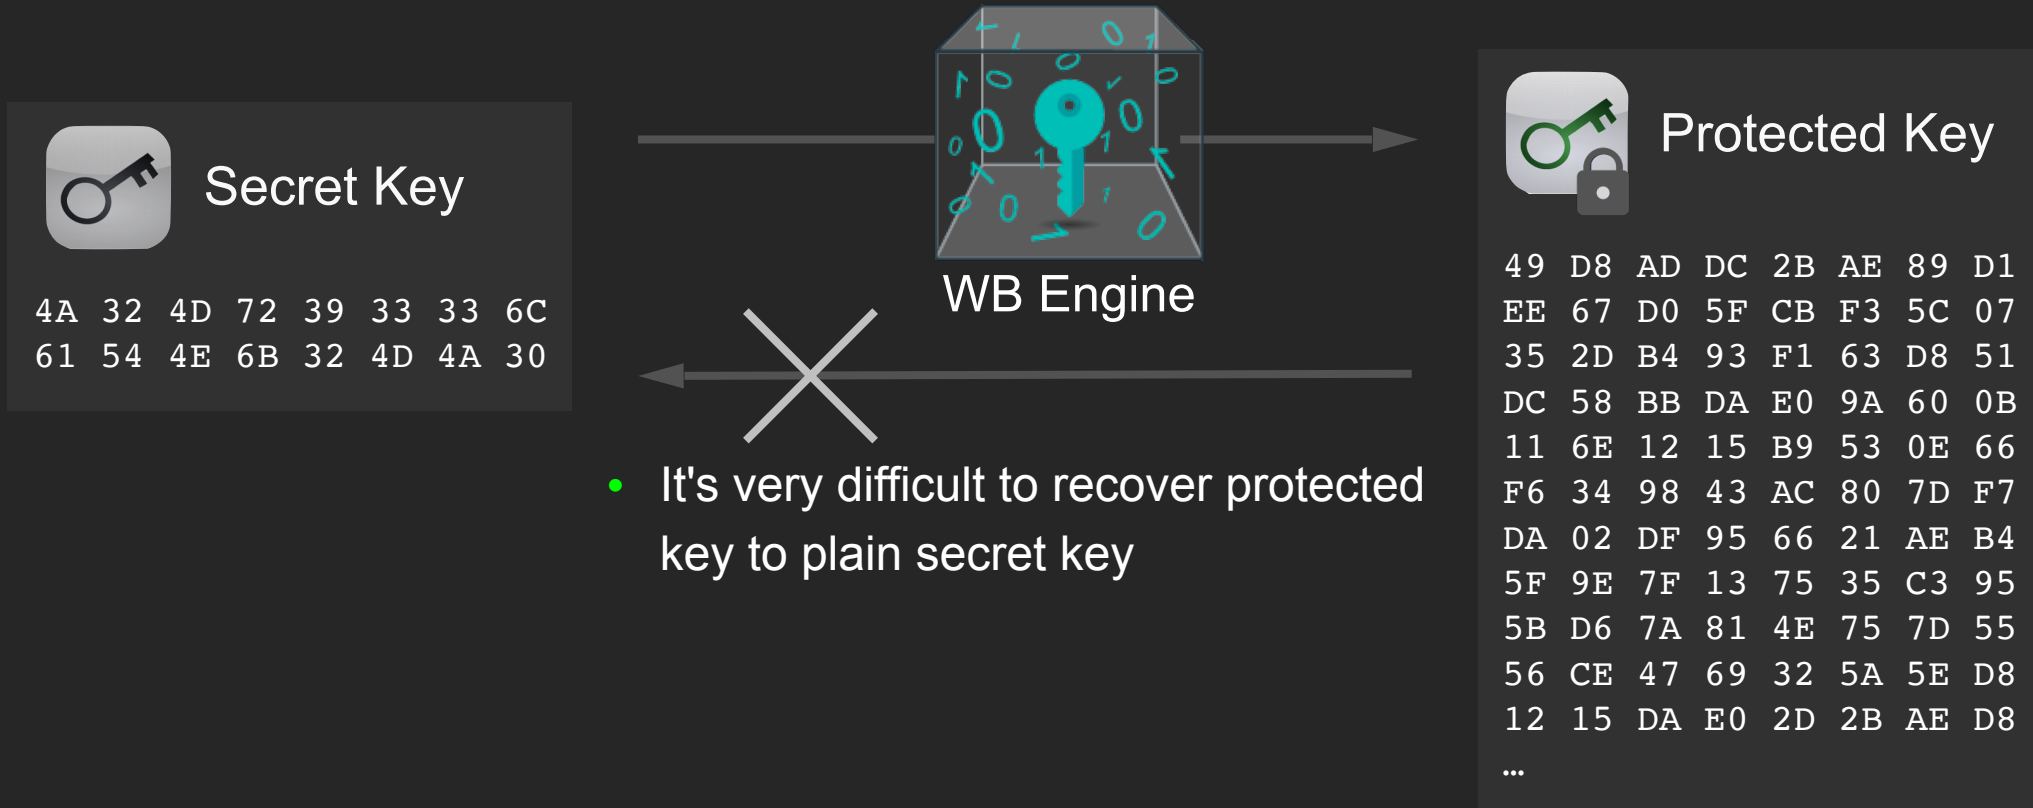 Secret Key
4A 32 4D 72 39 33 33 6C
61 54 4E 6B 32 4D 4A 30
WB Engine
It's very difficult to recover protected
key to plain secret key
Protected Key
49 D8 AD DC 2B AE 89 D1
EE 67 D0 5F CB F3 5C 07
35 2D B4 93 F1 63 D8 51
DC 58 BB DA E0 9A 60 0B
11 6E 12 15 B9 53 0E 66
F6 34 98 43 AC 80 7D F7
DA 02 DF 95 66 21 AE B4
5F 9E 7F 13 75 35 C3 95
5B D6 7A 81 4E 75 7D 55
56 CE 47 69 32 5A 5E D8
12 15 DA E0 2D 2B AE D8
…